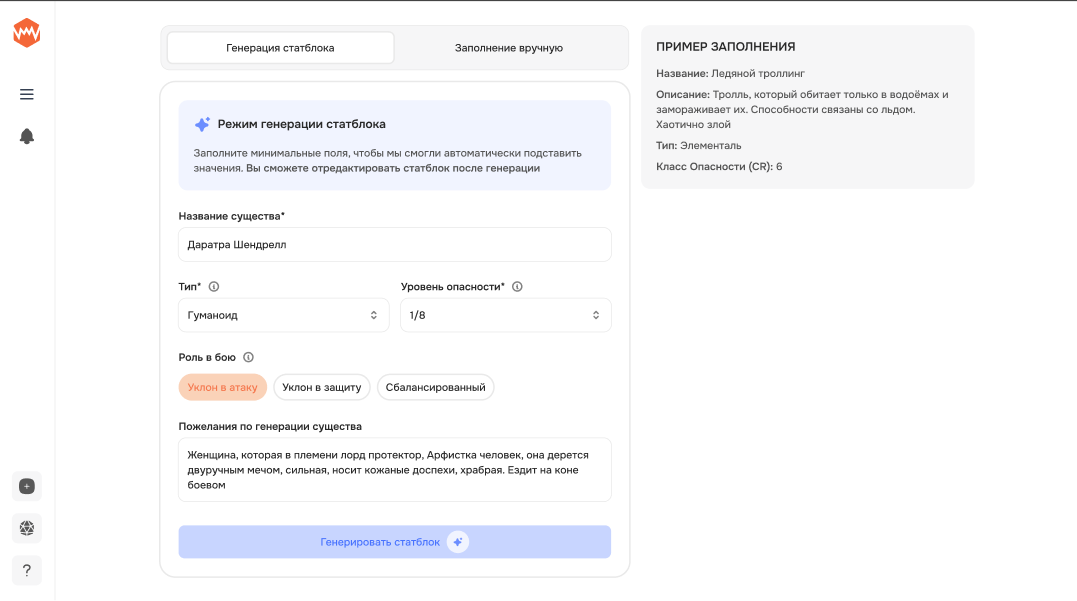 Генерация статблока
Заполнение вручную
Режим генерации статблока
Заполните минимальные поля, чтобы мы смогли автоматически подставить
значения. Вы сможете отредактировать статблок после генерации
Название существа*
Даратра Шендрелл
Тип*
Уровень опасности*
Гуманоид
1/8
Роль в бою
Уклон в атаку
Уклон в защиту
Сбалансированный
Пожелания по генерации существа
Женщина, которая в племени лорд протектор, Арфистка человек, она дерется
двуручным мечом, сильная, носит кожаные доспехи, храбрая. Ездит на коне
боевом
Генерировать статблок
ПРИМЕР ЗАПОЛНЕНИЯ
Название: Ледяной троллинг
Описание: Тролль, который обитает только в водоёмах и
замораживает их. Способности связаны со льдом.
Хаотично злой
Тип: Элементаль
Класс Опасности (CR): 6
?